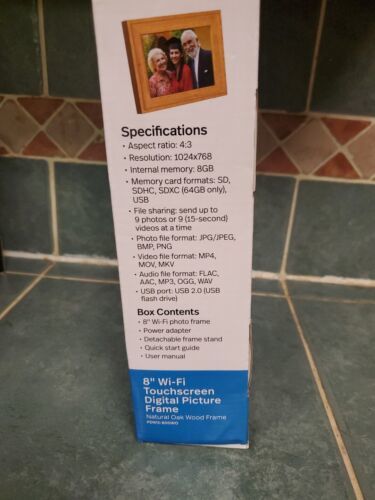 Specifications
• Aspect ratio: 4:3
• Resolution: 1024x768
• Internal memory: 8GB
• Memory card formats: SD,
SDHC, SDXC (64GB only),
USB
• File sharing: send up to
9 photos or 9 (15-second)
videos at a time
• Photo file format: JPG/JPEG,
BMP, PNG
• Video file format: MP4,
MOV, MKV
• Audio file format: FLAC,
AAC, MP3, OGG, WAV
• USB port: USB 2.0 (USB
flash drive)
Box Contents
• 8" Wi-Fi photo frame
• Power adapter
• Detachable frame stand
• Quick start guide
• User manual
8" Wi-Fi
Touchscreen
Digital Picture
Frame
Natural Oak Wood Frame